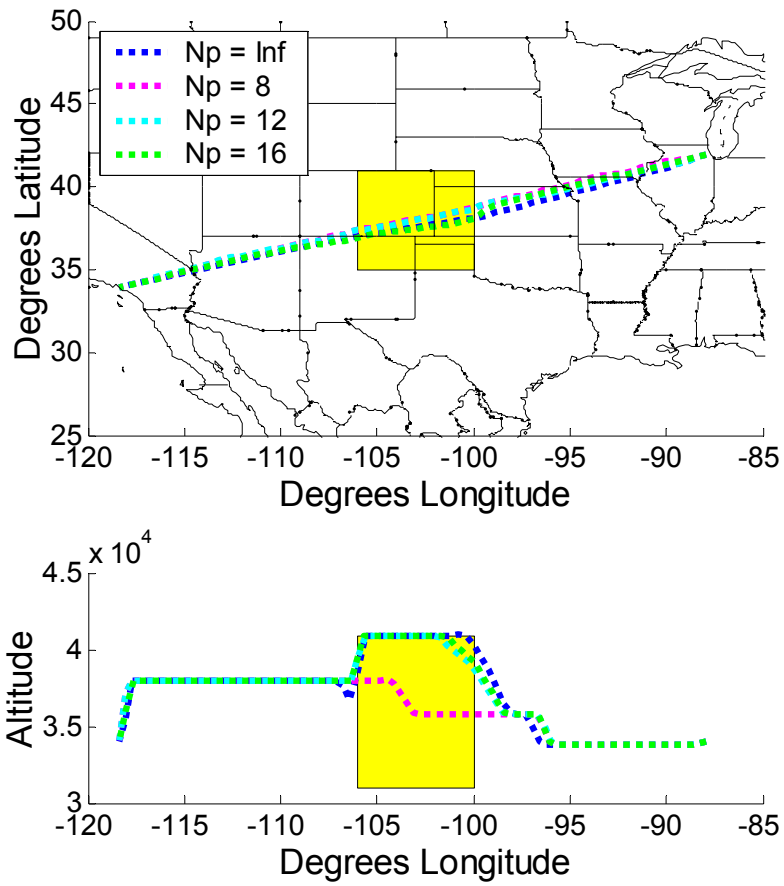 50
45
40
35
30
25
Degrees Latitude
Np = Inf
Np = 8
Np = 12
Np = 16
-120 -115 -110 -105 -100 -95 -90 -85
Degrees Longitude
x 10^4
4.5
4
3.5
3
Altitude
-120 -115 -110 -105 -100 -95 -90 -85
Degrees Longitude